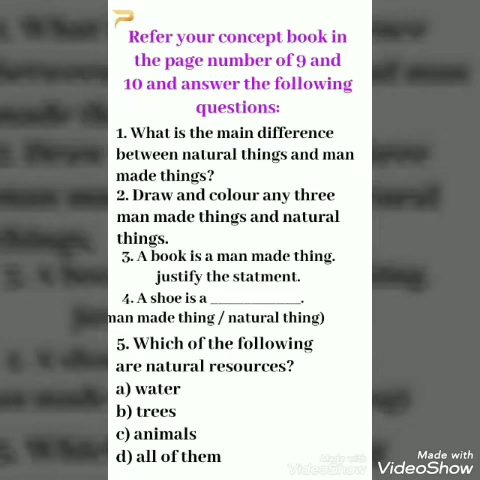 Refer your concept book in
the page number of 9 and
10 and answer the following
questions:
1. What is the main difference
between natural things and man
made things?
2. Draw and colour any three
man made things and natural
things.
3. A book is a man made thing.
justify the statment.
4. A shoe is a ___________.
man made thing / natural thing)
5. Which of the following
are natural resources?
a) water
b) trees
c) animals
d) all of them
Made with
VideoShow
Made with
VideoShow